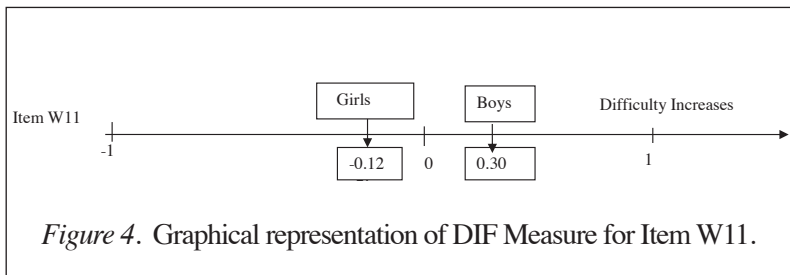 Girls
Boys
Difficulty Increases
Item W11
-1
-0.12
0
0.30
1
Figure 4. Graphical representation of DIF Measure for Item W11.